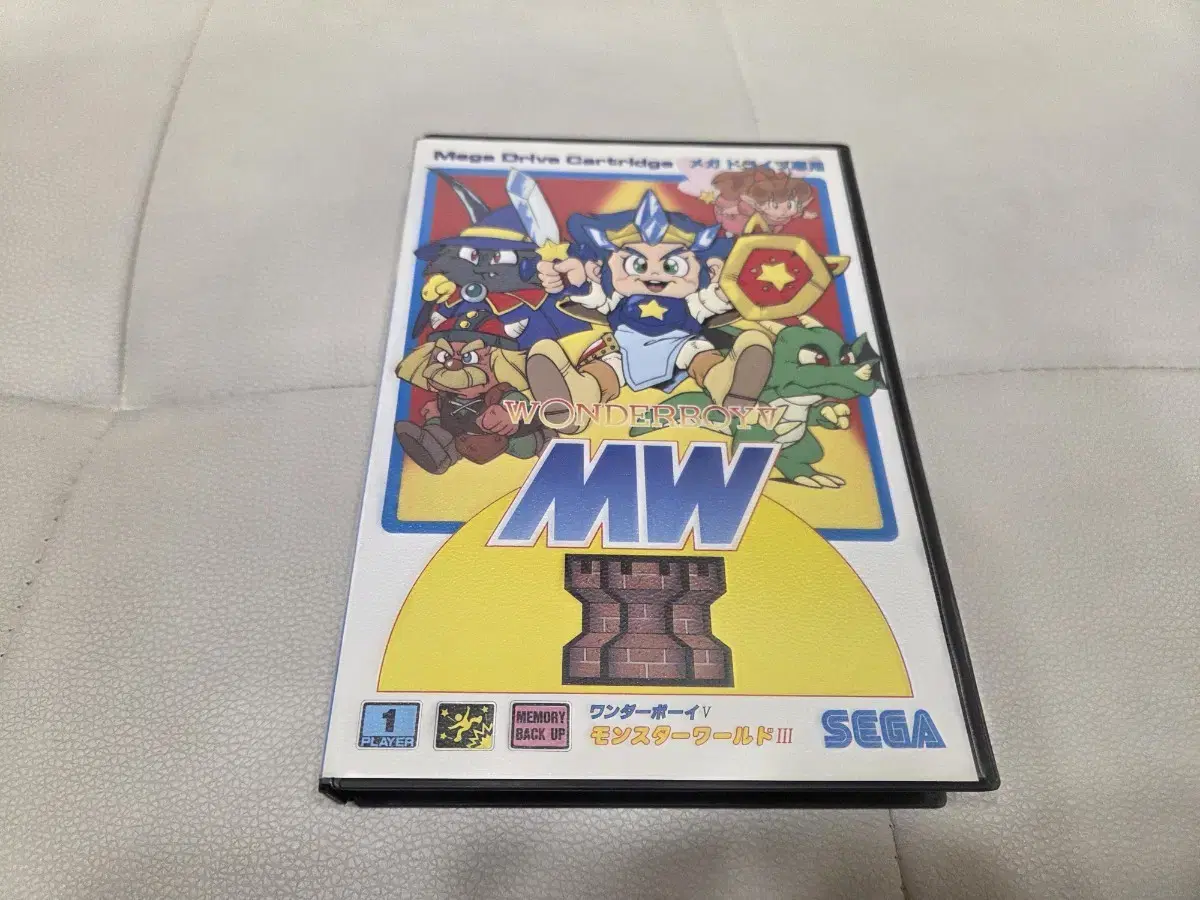 Mega Drive Cartridge メガドライブ専用
WONDERBOY V
MW
III
1
PLAYER
MEMORY
BACK UP
ワンダーボーイV
モンスターワールドIII
SEGA